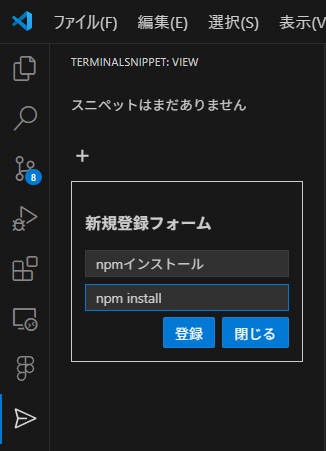 ファイル(F) 編集(E) 選択(S) 表示(V
TERMINALSNIPPET: VIEW
スニペットはまだありません
+
8
新規登録フォーム
npmインストール
npm install
登録 閉じる